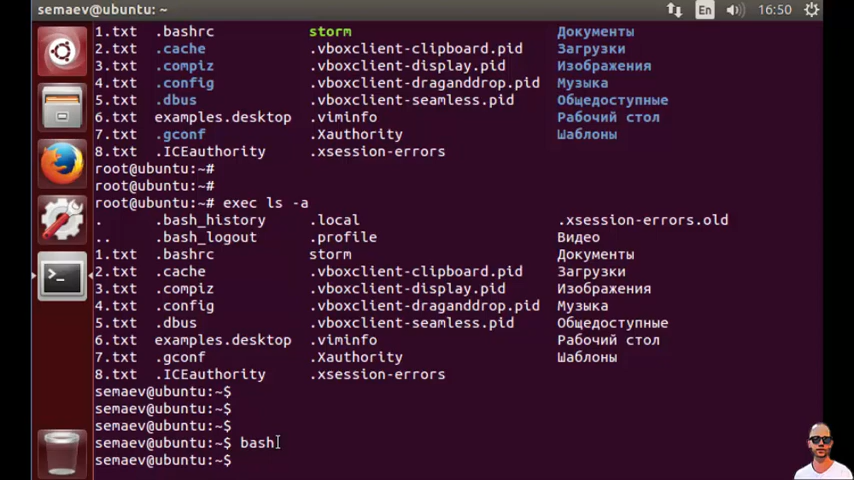 semaev@ubuntu: ~ En 16:50
1.txt .bashrc storm Документы
2.txt .cache .vboxclient-clipboard.pid Загрузки
3.txt .compiz .vboxclient-display.pid Изображения
4.txt .config .vboxclient-draganddrop.pid Музыка
5.txt .dbus .vboxclient-seamless.pid Общедоступные
6.txt examples.desktop .viminfo Рабочий стол
7.txt .gconf .Xauthority Шаблоны
8.txt .ICEauthority .xsession-errors
root@ubuntu:~#
root@ubuntu:~#
root@ubuntu:~# exec ls -a
. .bash_history .local .xsession-errors.old
.. .bash_logout .profile Видео
1.txt .bashrc storm Документы
2.txt .cache .vboxclient-clipboard.pid Загрузки
3.txt .compiz .vboxclient-display.pid Изображения
4.txt .config .vboxclient-draganddrop.pid Музыка
5.txt .dbus .vboxclient-seamless.pid Общедоступные
6.txt examples.desktop .viminfo Рабочий стол
7.txt .gconf .Xauthority Шаблоны
8.txt .ICEauthority .xsession-errors
semaev@ubuntu:~$
semaev@ubuntu:~$
semaev@ubuntu:~$
semaev@ubuntu:~$ bash
semaev@ubuntu:~$